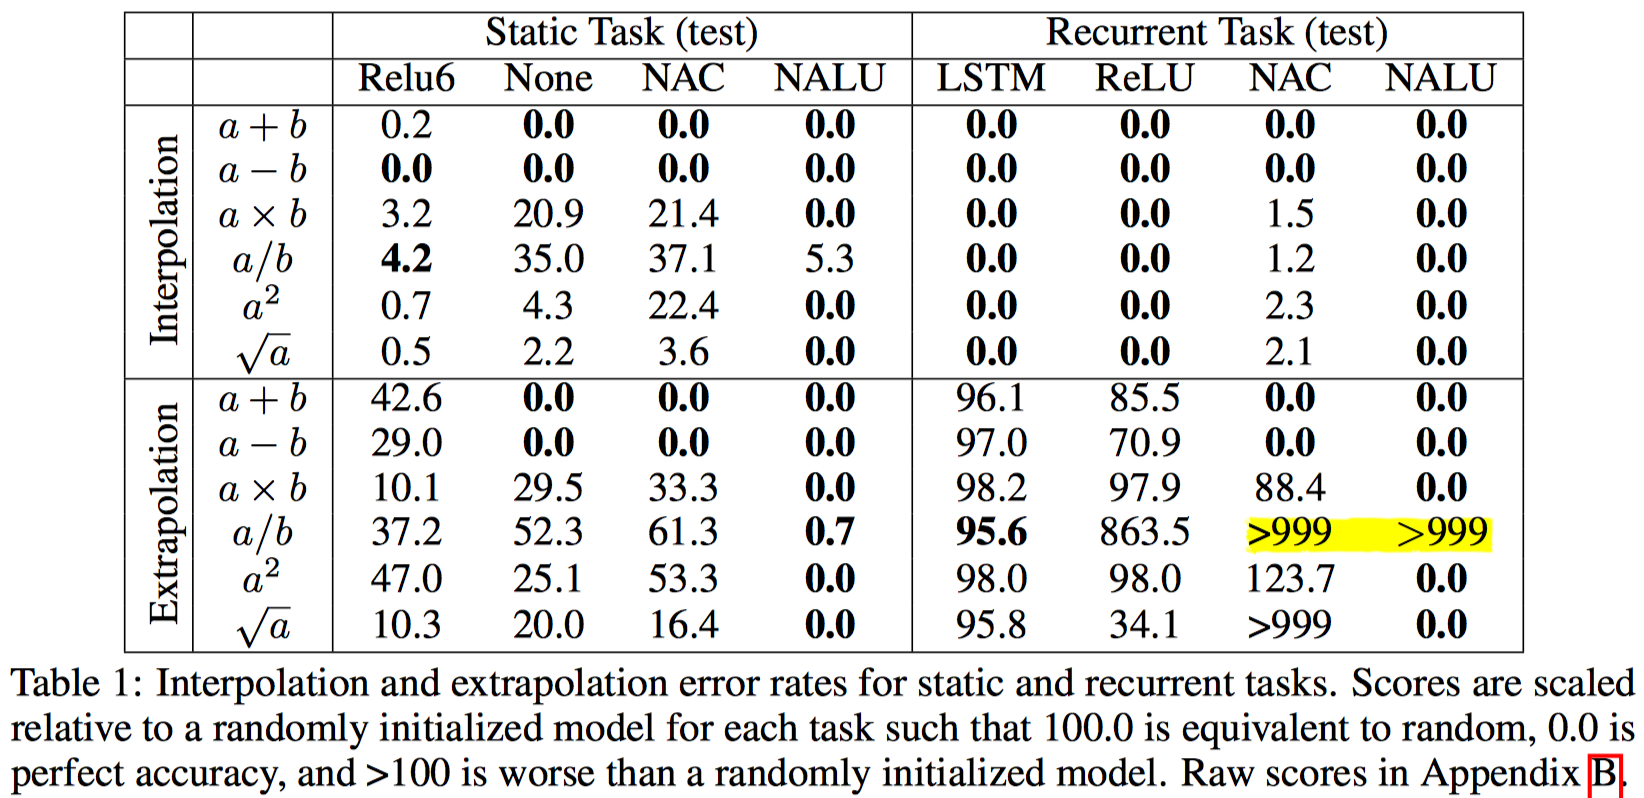 Static Task (test) Recurrent Task (test)
Relu6 None NAC NALU LSTM ReLU NAC NALU
Interpolation
a + b 0.2 0.0 0.0 0.0 0.0 0.0 0.0 0.0
a − b 0.0 0.0 0.0 0.0 0.0 0.0 0.0 0.0
a × b 3.2 20.9 21.4 0.0 0.0 0.0 1.5 0.0
a/b 4.2 35.0 37.1 5.3 0.0 0.0 1.2 0.0
a² 0.7 4.3 22.4 0.0 0.0 0.0 2.3 0.0
√a 0.5 2.2 3.6 0.0 0.0 0.0 2.1 0.0
Extrapolation
a + b 42.6 0.0 0.0 0.0 96.1 85.5 0.0 0.0
a − b 29.0 0.0 0.0 0.0 97.0 70.9 0.0 0.0
a × b 10.1 29.5 33.3 0.0 98.2 97.9 88.4 0.0
a/b 37.2 52.3 61.3 0.7 95.6 863.5 >999 >999
a² 47.0 25.1 53.3 0.0 98.0 98.0 123.7 0.0
√a 10.3 20.0 16.4 0.0 95.8 34.1 >999 0.0
Table 1: Interpolation and extrapolation error rates for static and recurrent tasks. Scores are scaled
relative to a randomly initialized model for each task such that 100.0 is equivalent to random, 0.0 is
perfect accuracy, and >100 is worse than a randomly initialized model. Raw scores in Appendix B.